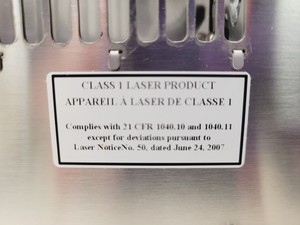 CLASS 1 LASER PRODUCT
APPAREIL À LASER DE CLASSE 1
Complies with 21 CFR 1040.10 and 1040.11
except for deviations pursuant to
Laser NoticeNo. 50, dated June 24, 2007